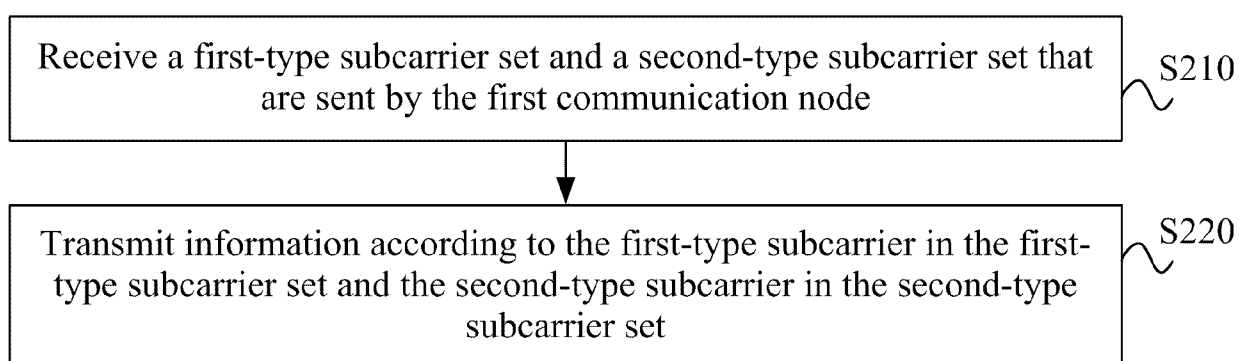 Receive a first-type subcarrier set and a second-type subcarrier set that
are sent by the first communication node
S210
Transmit information according to the first-type subcarrier in the first-
type subcarrier set and the second-type subcarrier in the second-type
subcarrier set
S220